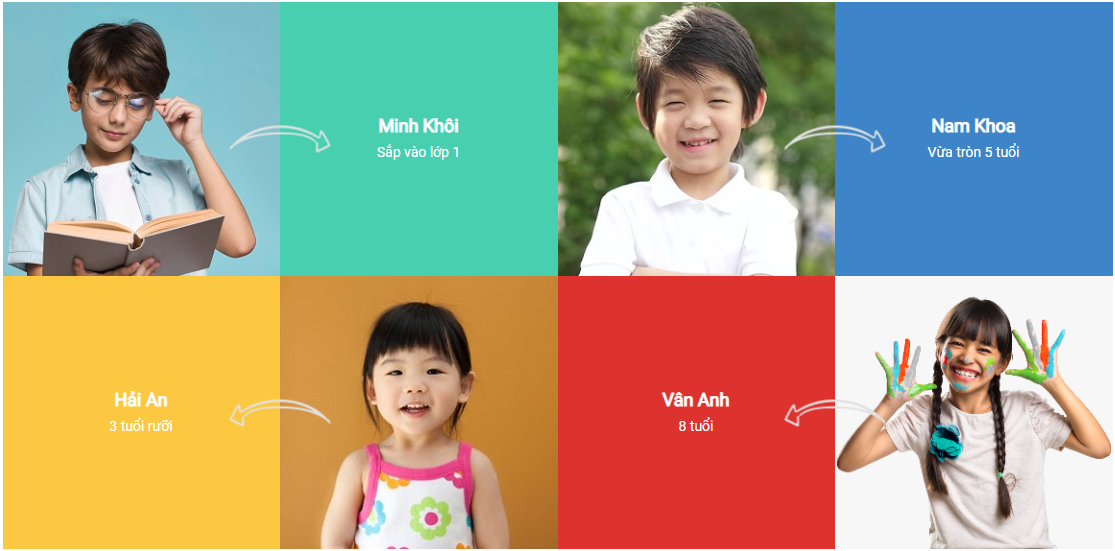 Minh Khôi
Sắp vào lớp 1
Nam Khoa
Vừa tròn 5 tuổi
Hải An
3 tuổi rưỡi
Vân Anh
8 tuổi